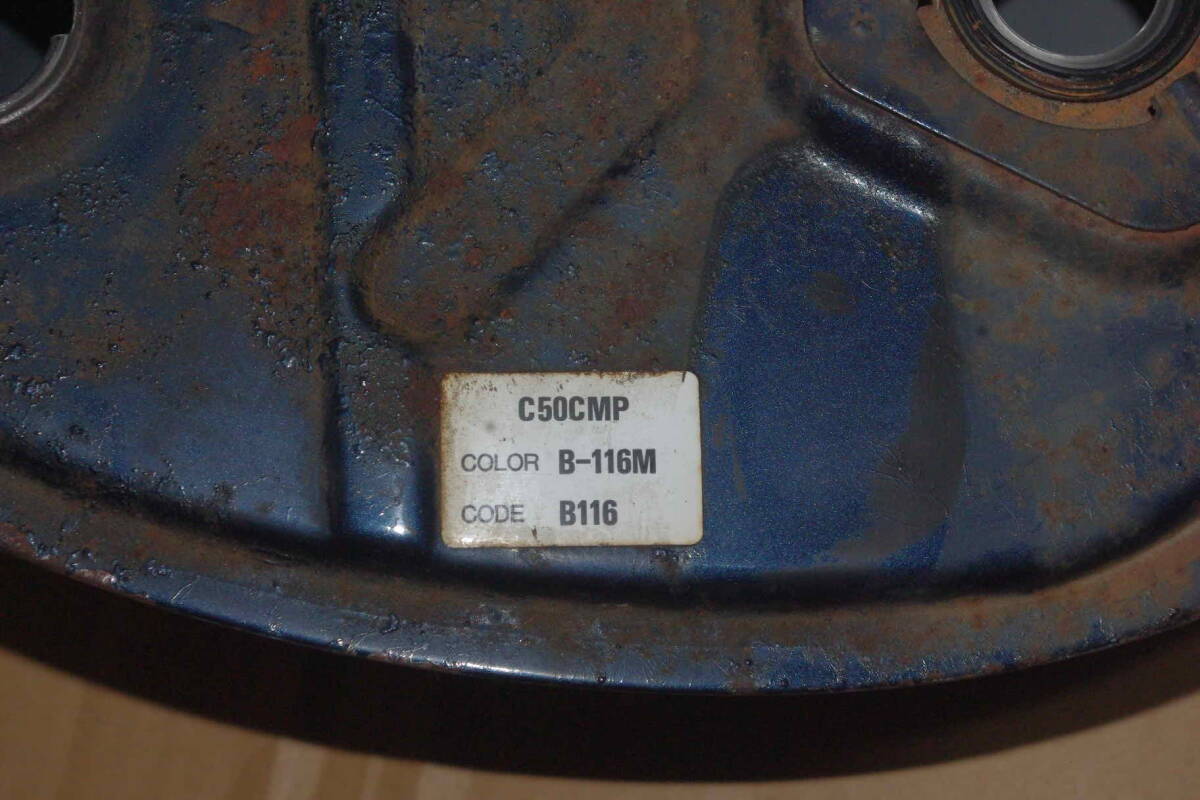 C50CMP
COLOR B-116M
CODE B116